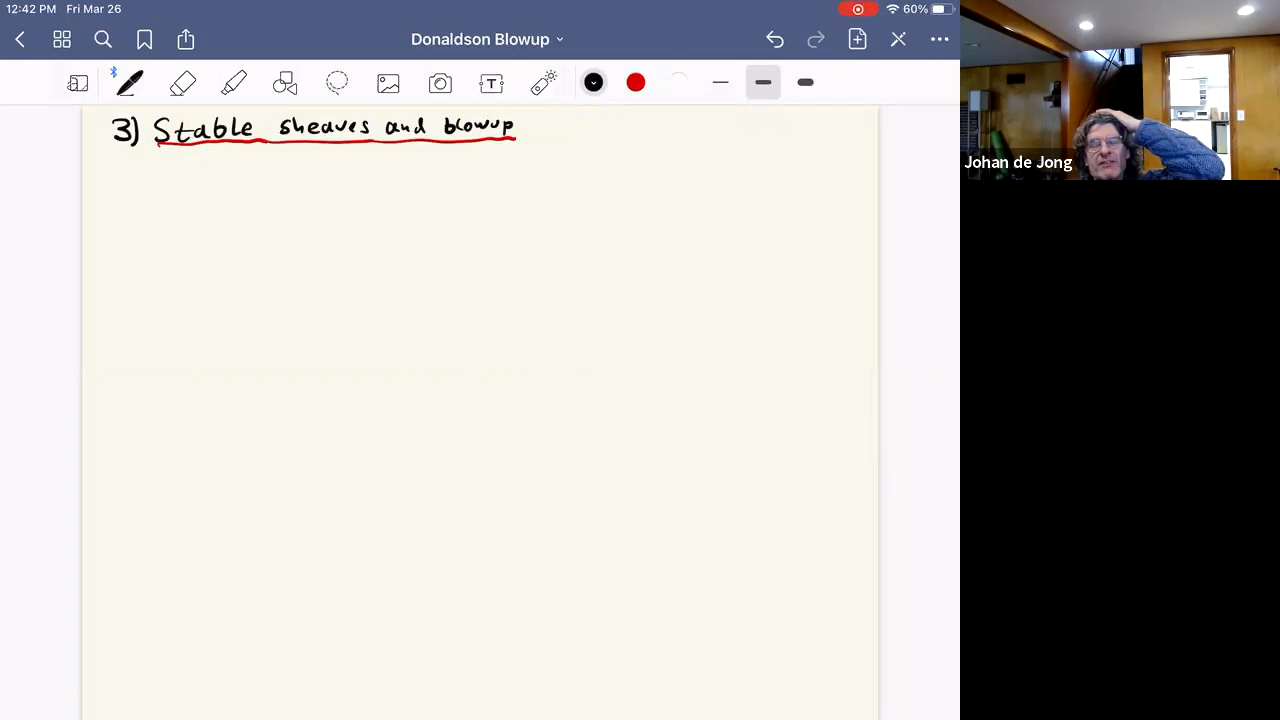 12:42 PM Fri Mar 26
60%
Donaldson Blowup
T
3) Stable sheaves and blowup
Johan de Jong